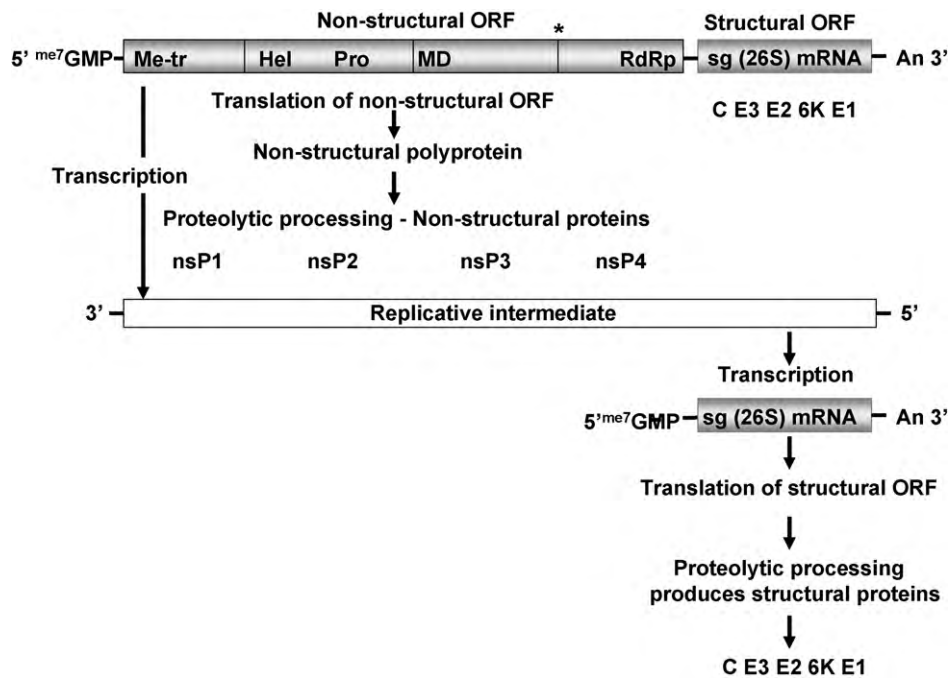 Non-structural ORF
*
Structural ORF
5’ me7GMP
Me-tr
Hel
Pro
MD
RdRp
sg (26S) mRNA
An 3’
C E3 E2 6K E1
Translation of non-structural ORF
Non-structural polyprotein
Transcription
Proteolytic processing - Non-structural proteins
nsP1
nsP2
nsP3
nsP4
3’
Replicative intermediate
5’
Transcription
5’me7GMP
sg (26S) mRNA
An 3’
Translation of structural ORF
Proteolytic processing
produces structural proteins
C E3 E2 6K E1